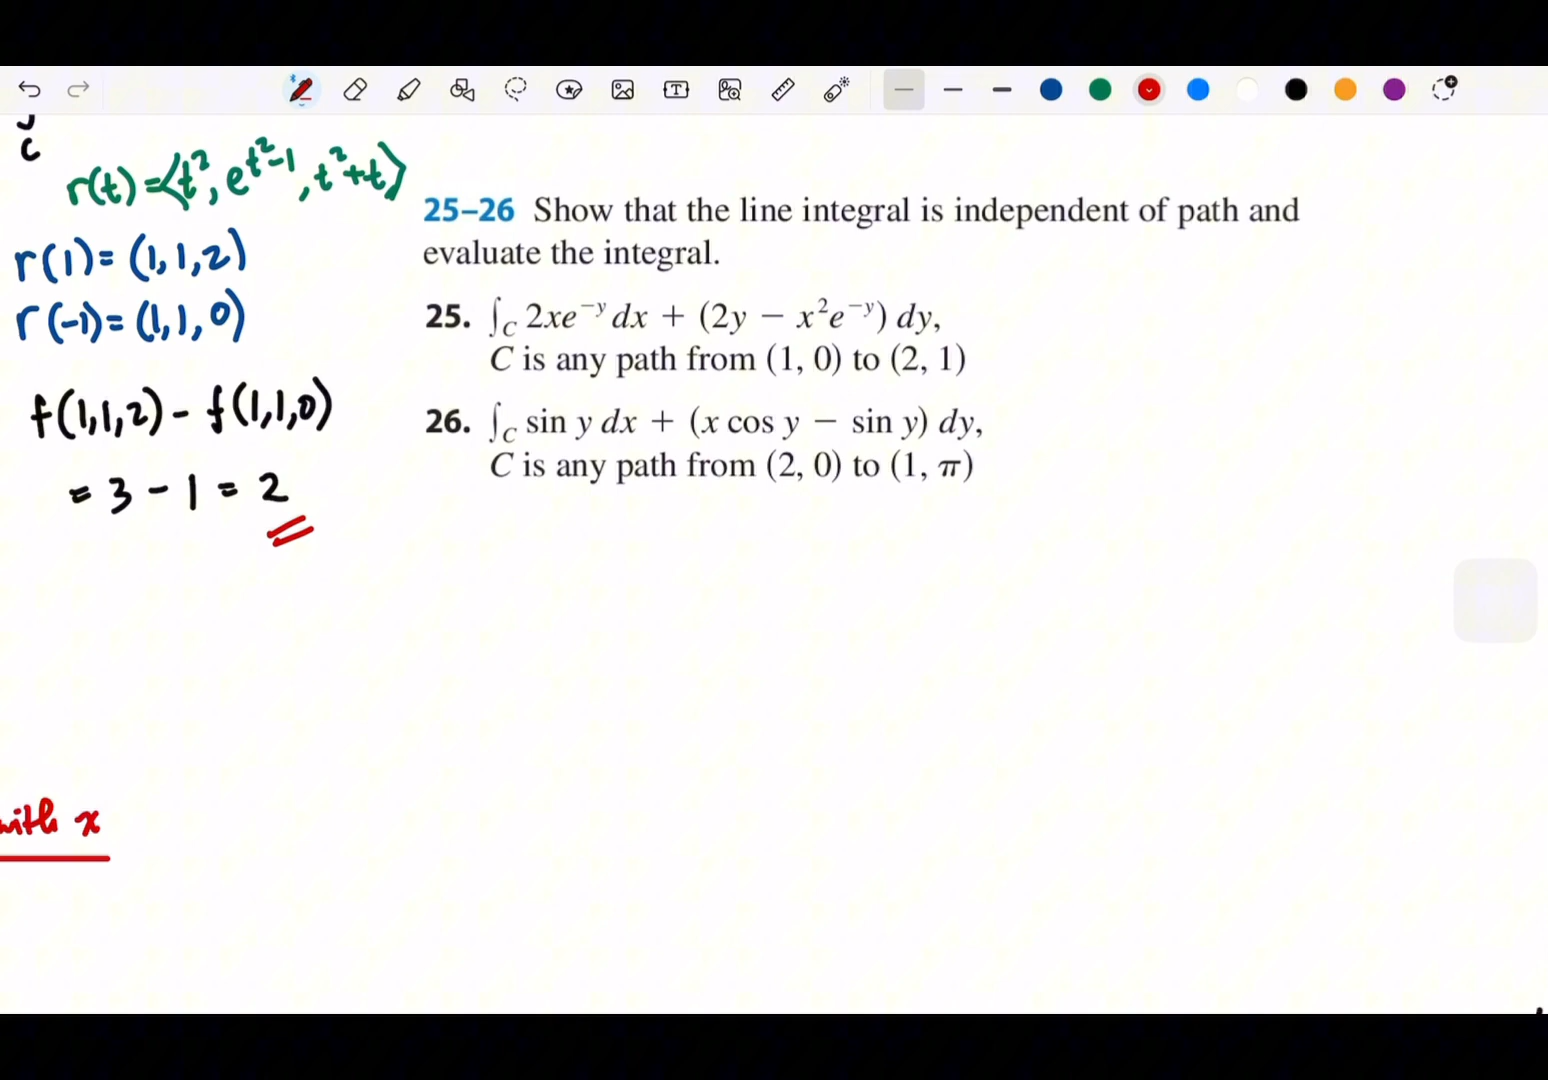 C
r(t)=⟨t², e^{t²-1}, t²+t⟩
r(1)=(1,1,2)
r(-1)=(1,1,0)
f(1,1,2)-f(1,1,0)
= 3 - 1 = 2
with x
25–26 Show that the line integral is independent of path and
evaluate the integral.
25. ∫_C 2xe^{−y} dx + (2y − x²e^{−y}) dy,
C is any path from (1, 0) to (2, 1)
26. ∫_C sin y dx + (x cos y − sin y) dy,
C is any path from (2, 0) to (1, π)